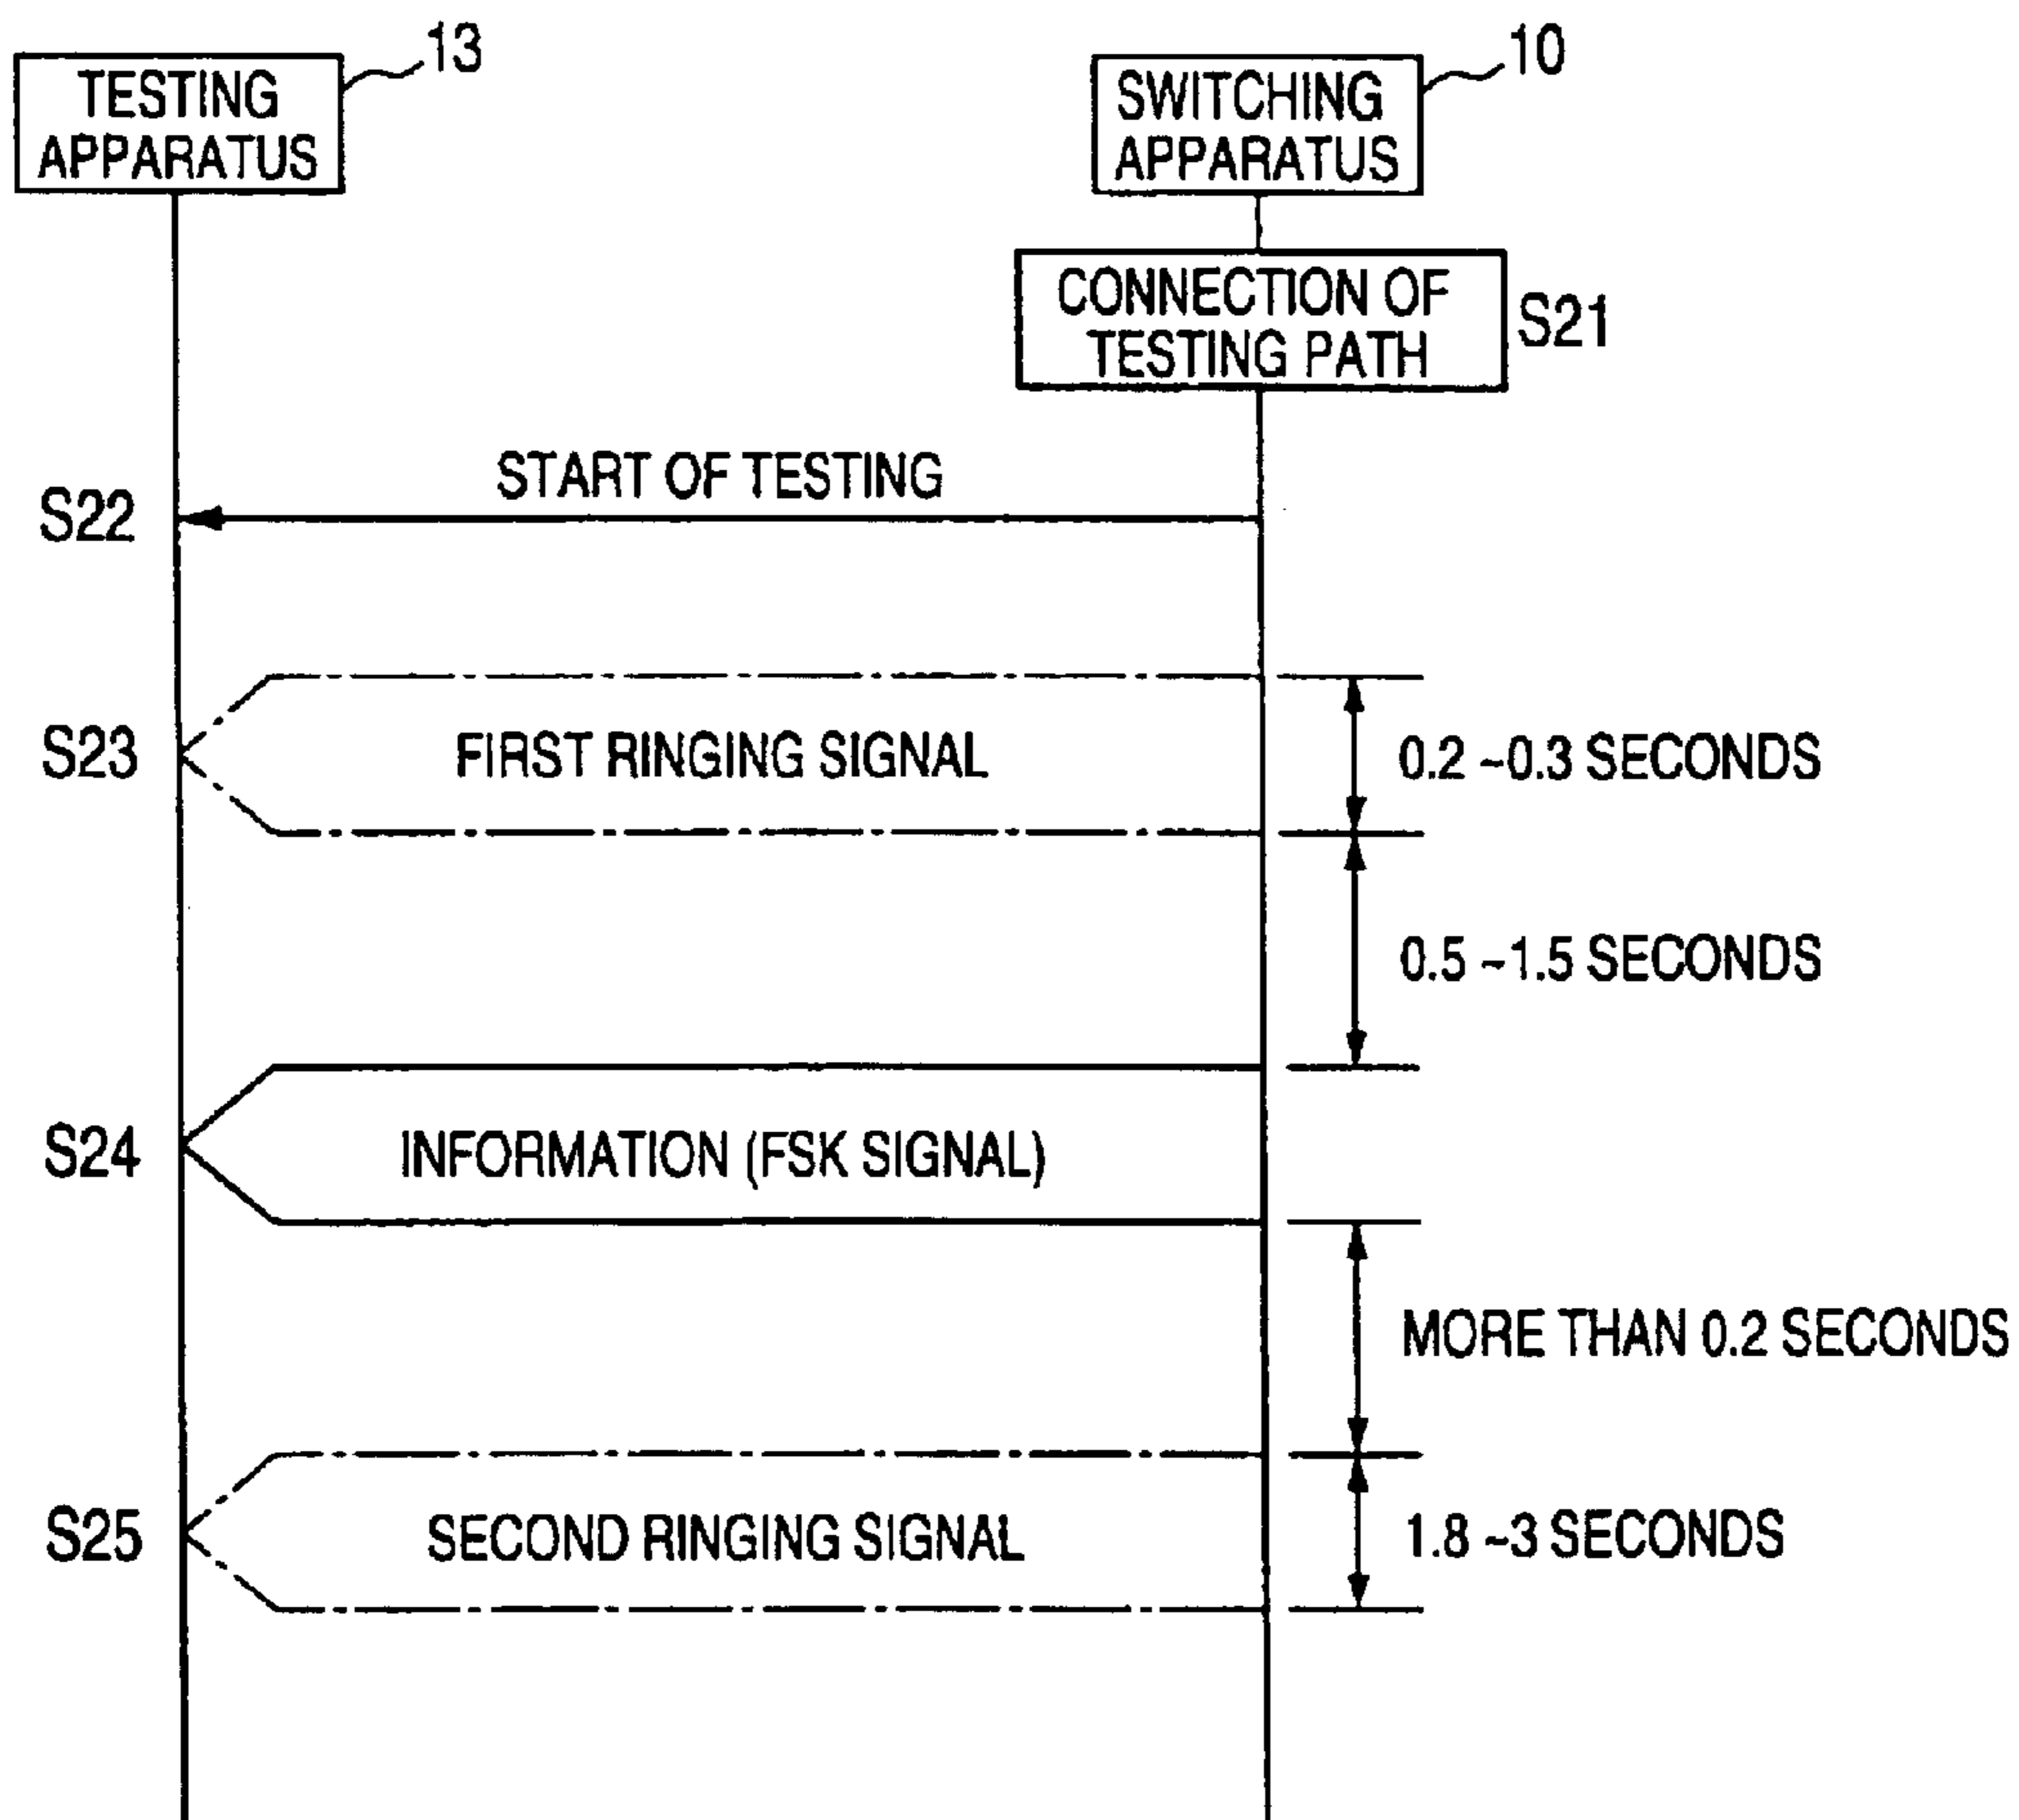 13
TESTING
APPARATUS
10
SWITCHING
APPARATUS
CONNECTION OF
TESTING PATH
S21
START OF TESTING
S22
S23
FIRST RINGING SIGNAL
0.2 ~0.3 SECONDS
0.5 ~1.5 SECONDS
S24
INFORMATION (FSK SIGNAL)
MORE THAN 0.2 SECONDS
S25
SECOND RINGING SIGNAL
1.8 ~3 SECONDS